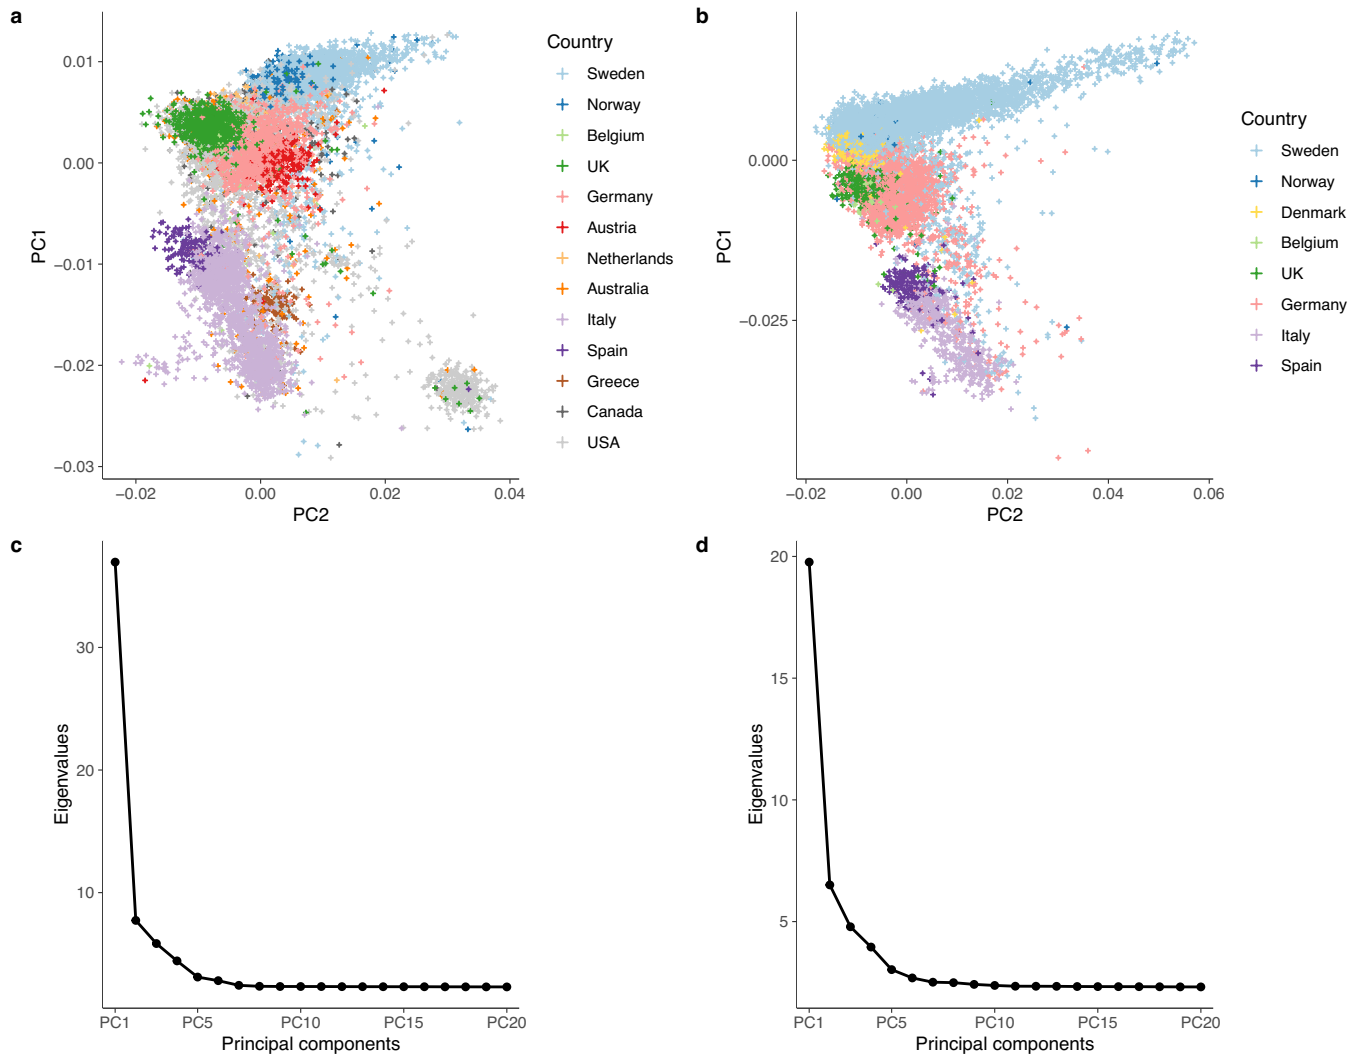 a
0.01
0.00
−0.01
−0.02
−0.03
PC1
−0.02
0.00
0.02
0.04
PC2
Country
Sweden
Norway
Belgium
UK
Germany
Austria
Netherlands
Australia
Italy
Spain
Greece
Canada
USA
b
0.000
−0.025
PC1
−0.02
0.00
0.02
0.04
0.06
PC2
Country
Sweden
Norway
Denmark
Belgium
UK
Germany
Italy
Spain
c
30
20
10
Eigenvalues
PC1
PC5
PC10
PC15
PC20
Principal components
d
20
15
10
5
Eigenvalues
PC1
PC5
PC10
PC15
PC20
Principal components